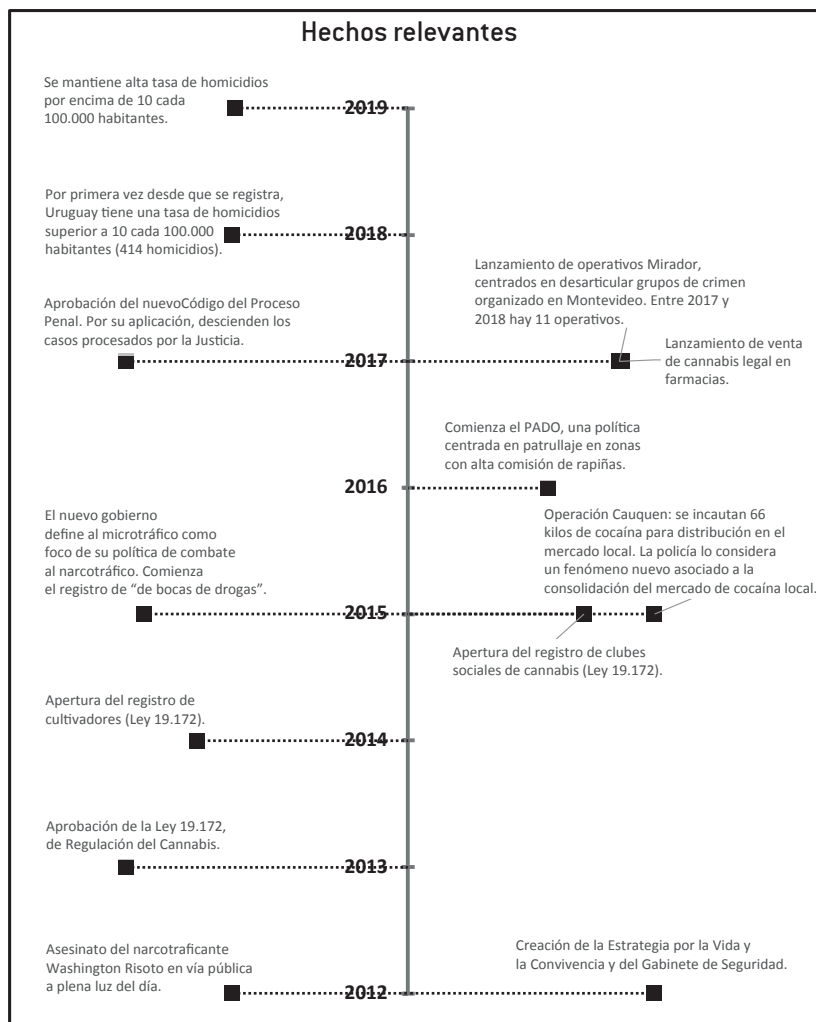 Hechos relevantes
Se mantiene alta tasa de homicidios
por encima de 10 cada
100.000 habitantes.
2019
Por primera vez desde que se registra,
Uruguay tiene una tasa de homicidios
superior a 10 cada 100.000
habitantes (414 homicidios).
2018
Lanzamiento de operativos Mirador,
centrados en desarticular grupos de crimen
organizado en Montevideo. Entre 2017 y
2018 hay 11 operativos.
Aprobación del nuevoCódigo del Proceso
Penal. Por su aplicación, descienden los
casos procesados por la Justicia.
2017
Lanzamiento de venta
de cannabis legal en
farmacias.
Comienza el PADO, una política
centrada en patrullaje en zonas
con alta comisión de rapiñas.
2016
El nuevo gobierno
define al microtráfico como
foco de su política de combate
al narcotráfico. Comienza
el registro de “de bocas de drogas”.
Operación Cauquen: se incautan 66
kilos de cocaína para distribución en el
mercado local. La policía lo considera
un fenómeno nuevo asociado a la
consolidación del mercado de cocaína local.
2015
Apertura del registro de clubes
sociales de cannabis (Ley 19.172).
Apertura del registro de
cultivadores (Ley 19.172).
2014
Aprobación de la Ley 19.172,
de Regulación del Cannabis.
2013
Asesinato del narcotraficante
Washington Risoto en vía pública
a plena luz del día.
Creación de la Estrategia por la Vida y
la Convivencia y del Gabinete de Seguridad.
2012